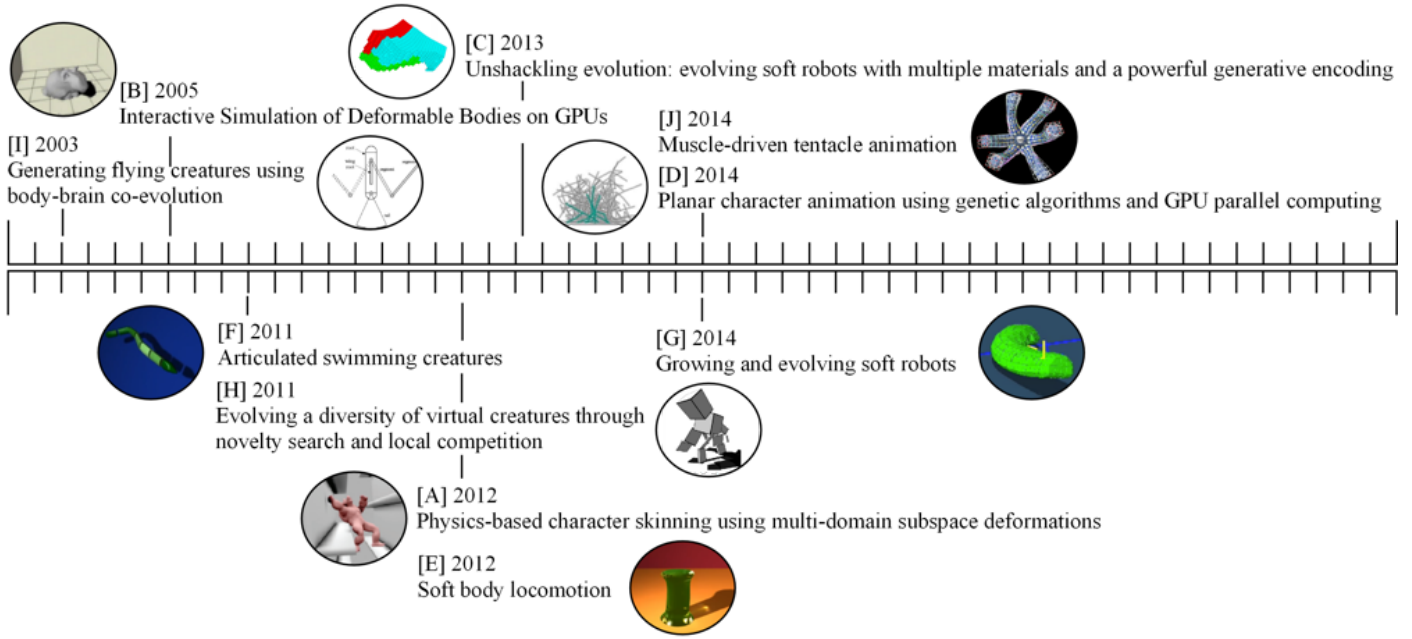 [C] 2013
Unshackling evolution: evolving soft robots with multiple materials and a powerful generative encoding
[B] 2005
Interactive Simulation of Deformable Bodies on GPUs
[I] 2003
Generating flying creatures using
body-brain co-evolution
[J] 2014
Muscle-driven tentacle animation
[D] 2014
Planar character animation using genetic algorithms and GPU parallel computing
[F] 2011
Articulated swimming creatures
[H] 2011
Evolving a diversity of virtual creatures through
novelty search and local competition
[G] 2014
Growing and evolving soft robots
[A] 2012
Physics-based character skinning using multi-domain subspace deformations
[E] 2012
Soft body locomotion